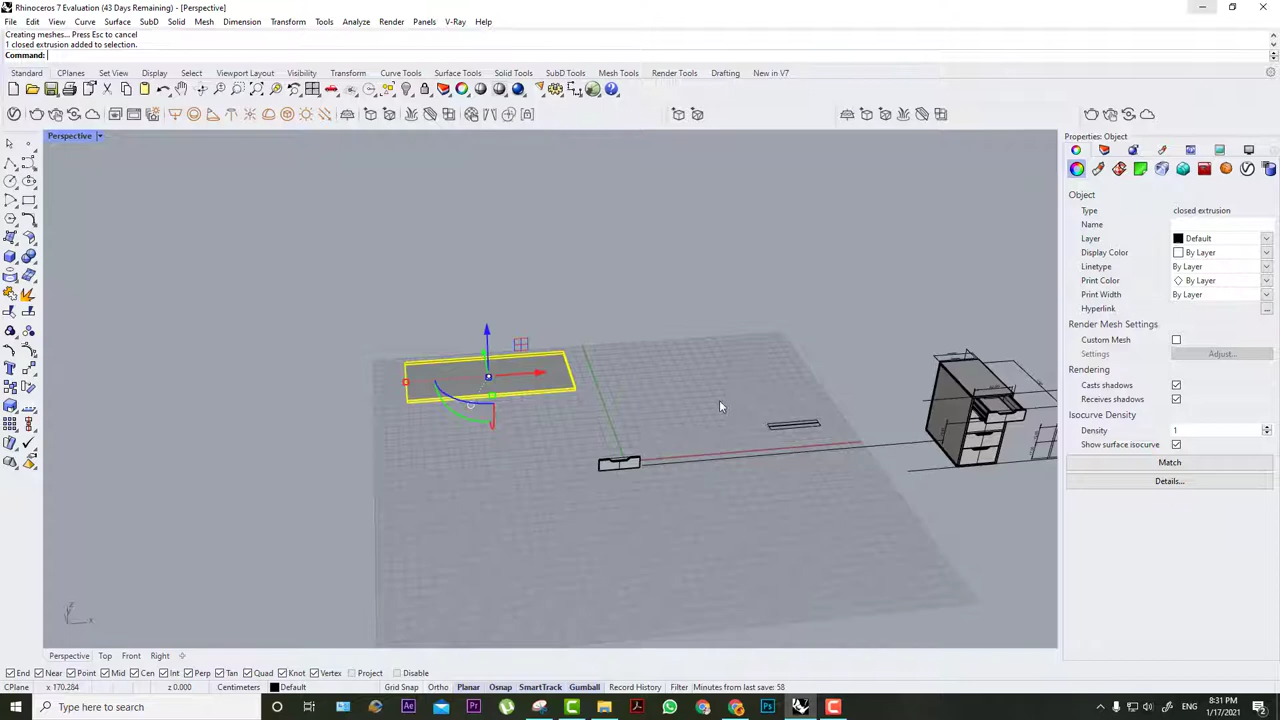 Rhinoceros 7 Evaluation (43 Days Remaining) - [Perspective]
File Edit View Curve Surface SubD Solid Mesh Dimension Transform Tools Analyze Render Panels V-Ray Help
Creating meshes... Press Esc to cancel
1 closed extrusion added to selection.
Command:
Standard CPlanes Set View Display Select Viewport Layout Visibility Transform Curve Tools Surface Tools Solid Tools SubD Tools Mesh Tools Render Tools Drafting New in V7
Perspective
Properties: Object
Object
Type closed extrusion
Name
Layer Default
Display Color By Layer
Linetype By Layer
Print Color By Layer
Print Width By Layer
Hyperlink ...
Render Mesh Settings
Custom Mesh
Settings Adjust...
Rendering
Casts shadows
Receives shadows
Isocurve Density
Density 1
Show surface isocurve
Match
Details...
z
x
Perspective Top Front Right
End Near Point Mid Cen Int Perp Tan Quad Knot Vertex Project Disable
CPlane x 170.284 z 0.000 Centimeters Default Grid Snap Ortho Planar Osnap SmartTrack Gumball Record History Filter Minutes from last save: 58
Type here to search
8:31 PM
1/17/2021